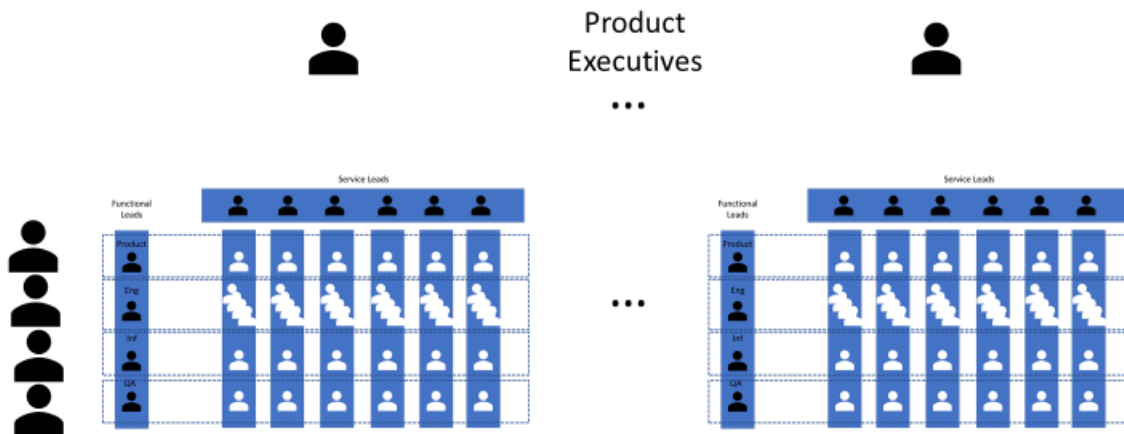 Product
Executives
...
Service Leads
Functional
Leads
Product
Eng
Inf
QA
...
Service Leads
Functional
Leads
Product
Eng
Inf
QA